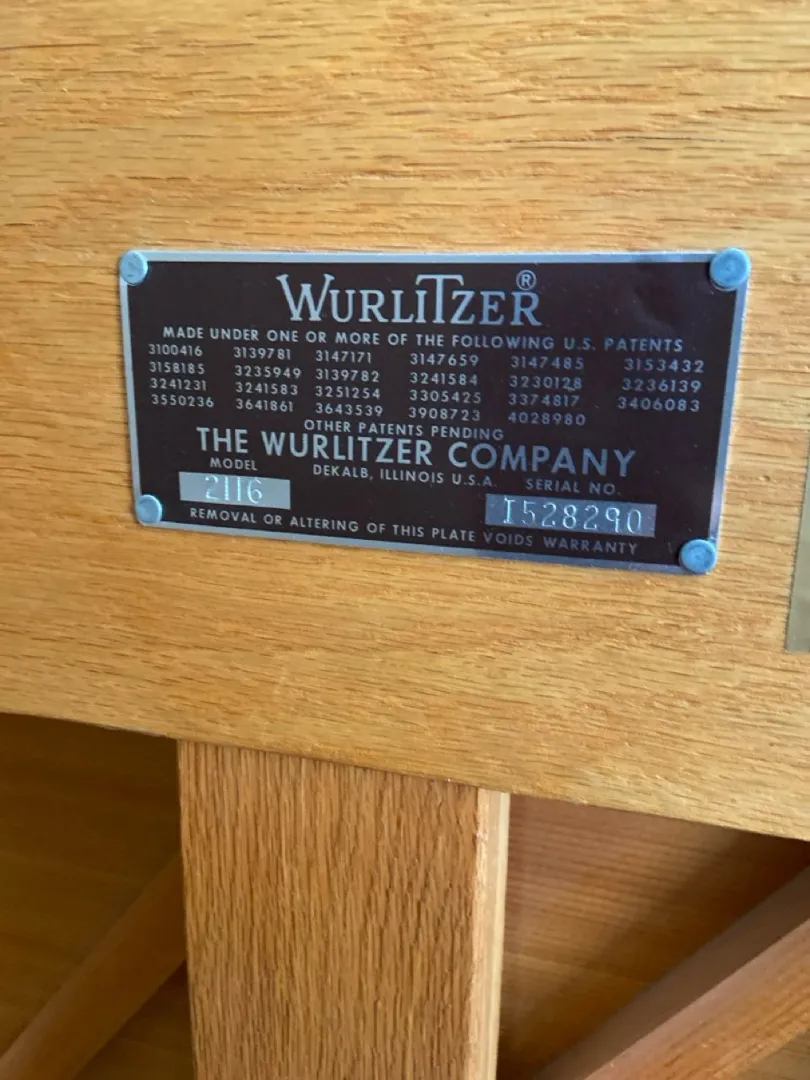 WURLITZER®
MADE UNDER ONE OR MORE OF THE FOLLOWING U.S. PATENTS
3100416 3139781 3147171 3147659 3147485 3153432
3158185 3235949 3139782 3241584 3230128 3236139
3241231 3241583 3251254 3305425 3374817 3406083
3550236 3641861 3643539 3908723 4028980
OTHER PATENTS PENDING
THE WURLITZER COMPANY
MODEL DEKALB, ILLINOIS U.S.A. SERIAL NO.
2116 I528290
REMOVAL OR ALTERING OF THIS PLATE VOIDS WARRANTY